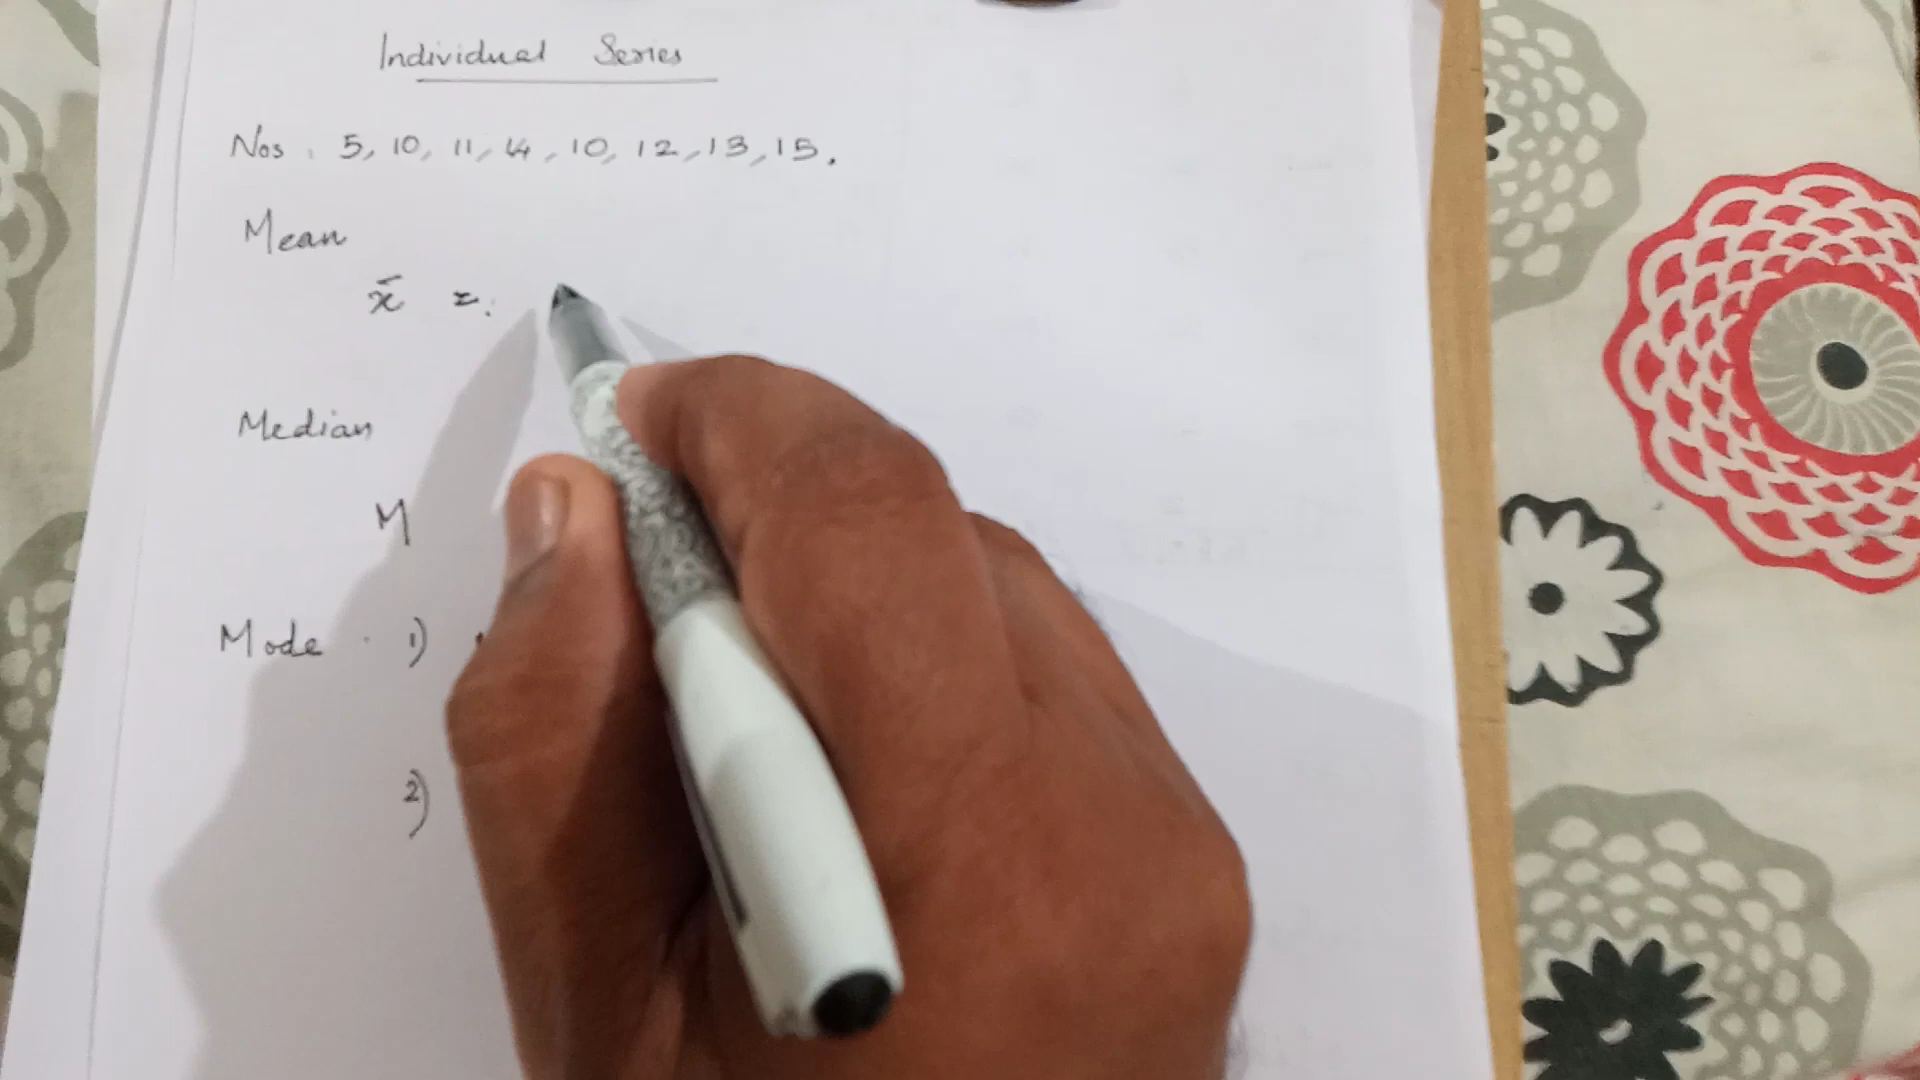 Individual Series
Nos : 5, 10, 11, 14, 10, 12, 13, 15.
Mean
x̄ =
Median
M
Mode . 1)
2)